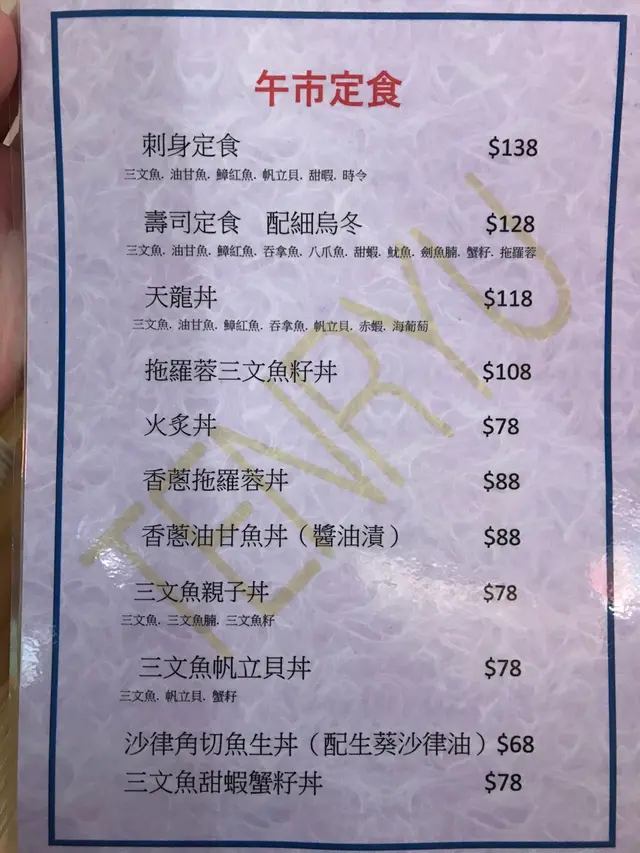 午市定食
刺身定食 $138
三文魚. 油甘魚. 鱆紅魚. 帆立貝. 甜蝦. 時令
壽司定食 配細烏冬 $128
三文魚. 油甘魚. 鱆紅魚. 吞拿魚. 八爪魚. 甜蝦. 魷魚. 劍魚腩. 蟹籽. 拖羅蓉
天龍丼 $118
三文魚. 油甘魚. 鱆紅魚. 吞拿魚. 帆立貝. 赤蝦. 海葡萄
拖羅蓉三文魚籽丼 $108
火炙丼 $78
香蔥拖羅蓉丼 $88
香蔥油甘魚丼（醬油漬） $88
三文魚親子丼 $78
三文魚. 三文魚腩. 三文魚籽
三文魚帆立貝丼 $78
三文魚. 帆立貝. 蟹籽
沙律角切魚生丼（配生葵沙律油）$68
三文魚甜蝦蟹籽丼 $78
TENRYU